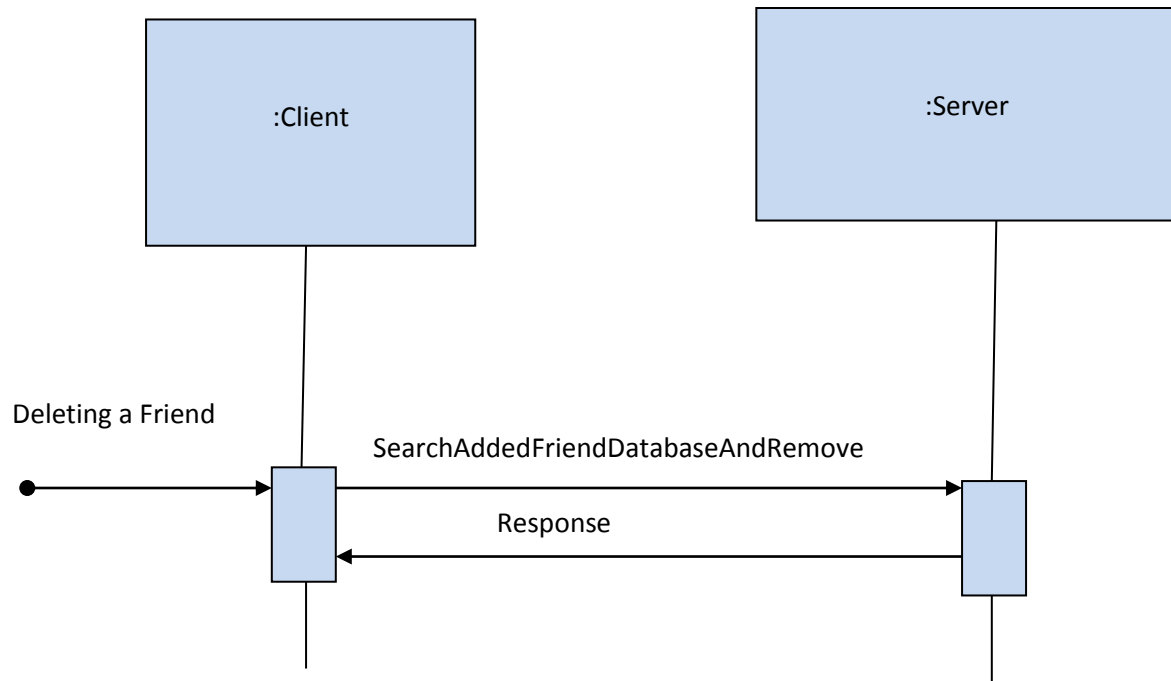 :Client
:Server
Deleting a Friend
SearchAddedFriendDatabaseAndRemove
Response